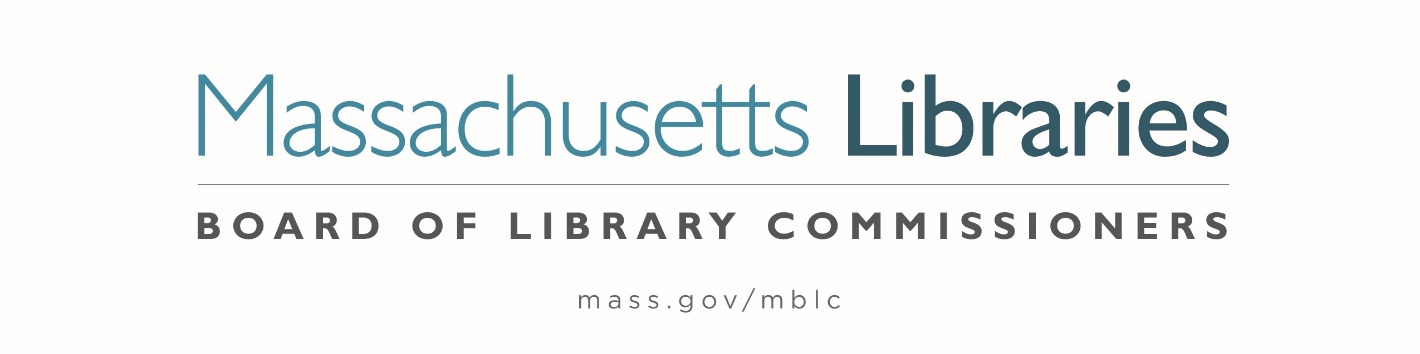 Massachusetts Libraries
BOARD OF LIBRARY COMMISSIONERS
mass.gov/mblc